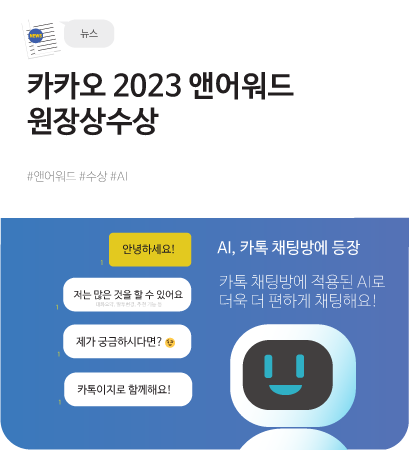 NEWS
뉴스
카카오 2023 앤어워드
원장상수상
#앤어워드 #수상 #AI
안녕하세요!
저는 많은 것을 할 수 있어요
제가 궁금하시다면? 😲
카톡이지로 함께해요!
AI, 카톡 채팅방에 등장
카톡 채팅방에 적용된 AI로
더욱 더 편하게 채팅해요!